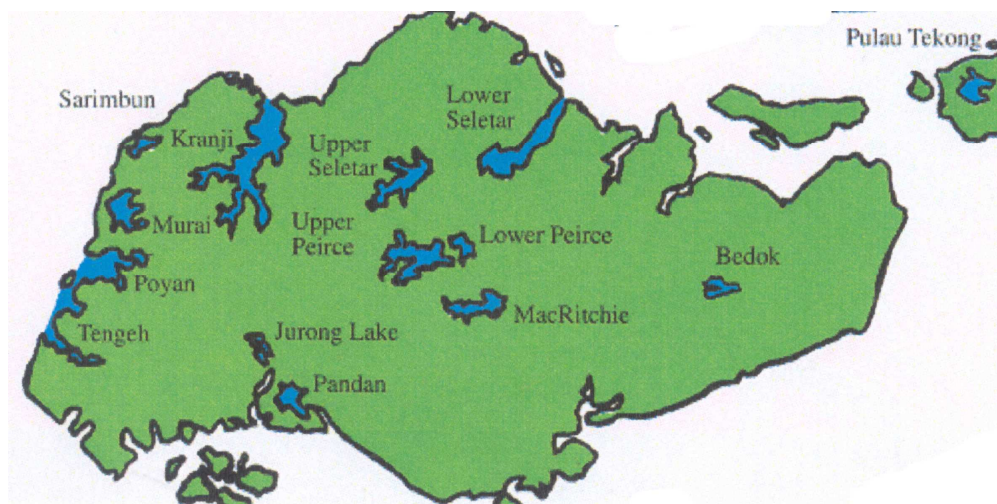 Pulau Tekong
Sarimbun
Lower
Seletar
Kranji
Upper
Seletar
Murai
Upper
Peirce
Lower Peirce
Bedok
Poyan
MacRitchie
Tengeh
Jurong Lake
Pandan